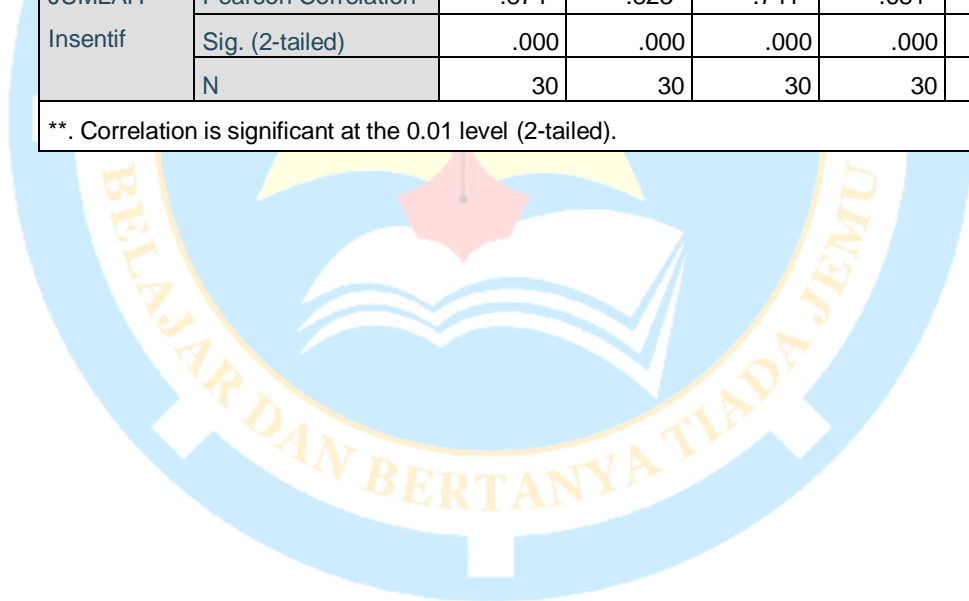 Insentif Sig. (2-tailed) .000 .000 .000 .000
N 30 30 30 30
**. Correlation is significant at the 0.01 level (2-tailed).
BELAJAR DAN BERTANYA TIADA JEMU